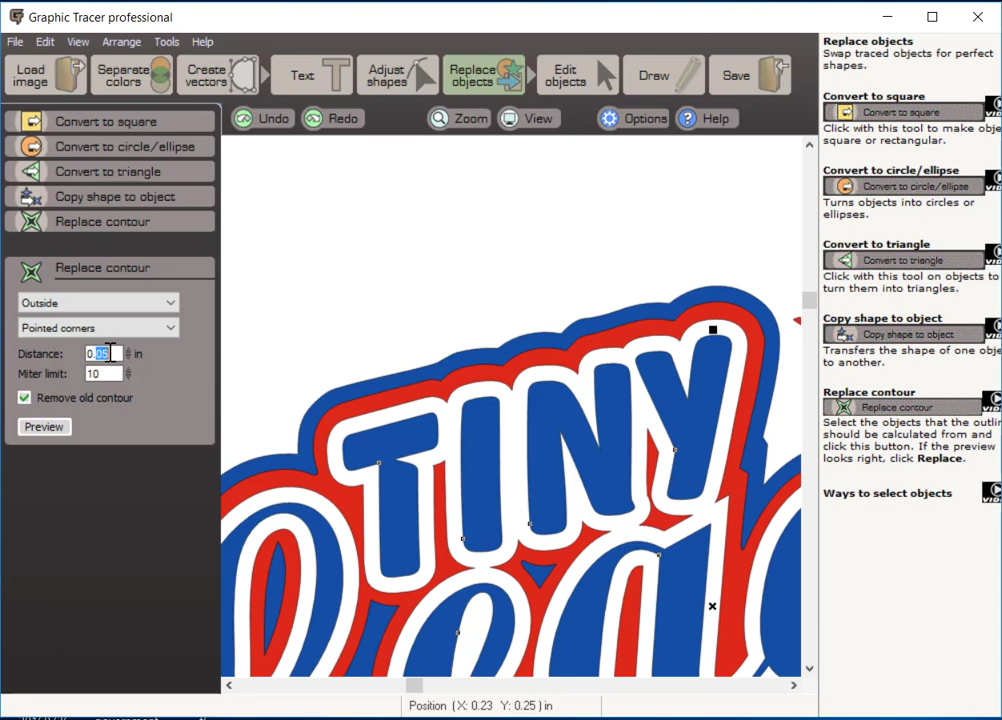 Graphic Tracer professional
File Edit View Arrange Tools Help
Load image
Separate colors
Create vectors
Text
Adjust shapes
Replace objects
Edit objects
Draw
Save
Undo
Redo
Zoom
View
Options
Help
Convert to square
Convert to circle/ellipse
Convert to triangle
Copy shape to object
Replace contour
Replace contour
Outside
Pointed corners
Distance: 0.05 in
Miter limit: 10
Remove old contour
Preview
TINY
Position (X: 0.23 Y: 0.25) in
Replace objects
Swap traced objects for perfect
shapes.
Convert to square
Convert to square
Click with this tool to make obje
square or rectangular.
Convert to circle/ellipse
Convert to circle/ellipse
Turns objects into circles or
ellipses.
Convert to triangle
Convert to triangle
Click with this tool on objects to
turn them into triangles.
Copy shape to object
Copy shape to object
Transfers the shape of one obje
to another.
Replace contour
Replace contour
Select the objects that the outlin
should be calculated from and
click this button. If the preview
looks right, click Replace.
Ways to select objects